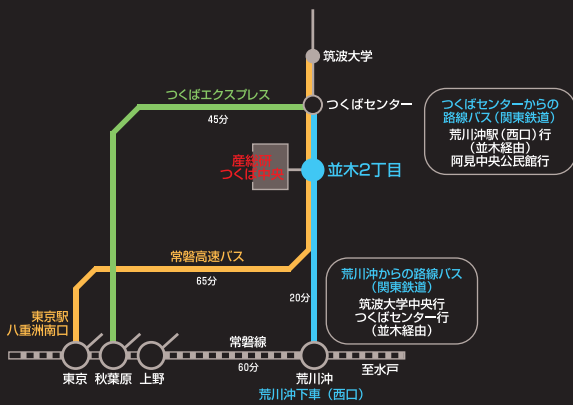 筑波大学
つくばエクスプレス
45分
つくばセンター
つくばセンターからの
路線バス（関東鉄道）
荒川沖駅（西口）行
（並木経由）
阿見中央公民館行
産総研
つくば中央
並木2丁目
常磐高速バス
65分
荒川沖からの路線バス
（関東鉄道）
筑波大学中央行
つくばセンター行
（並木経由）
20分
東京駅
八重洲南口
常磐線
60分
東京
秋葉原
上野
荒川沖
至水戸
荒川沖下車（西口）